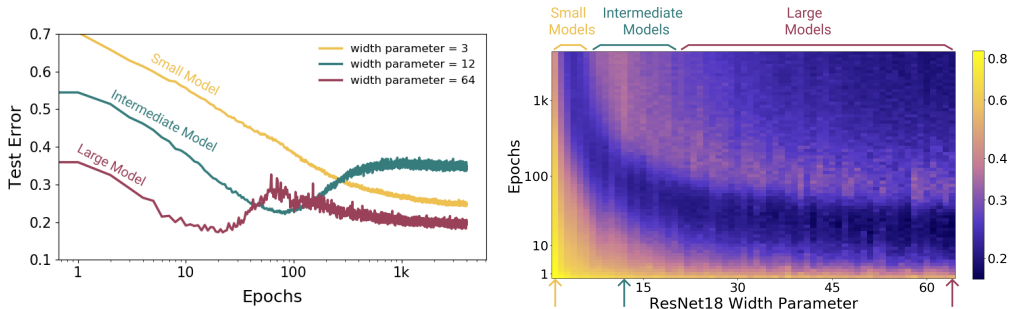 0.7
0.6
0.5
0.4
0.3
0.2
0.1
Test Error
1
10
100
1k
Epochs
Small Model
Intermediate Model
Large Model
width parameter = 3
width parameter = 12
width parameter = 64
Small
Models
Intermediate
Models
Large
Models
1k
100
10
1
Epochs
15
30
45
60
ResNet18 Width Parameter
0.8
0.6
0.4
0.3
0.2